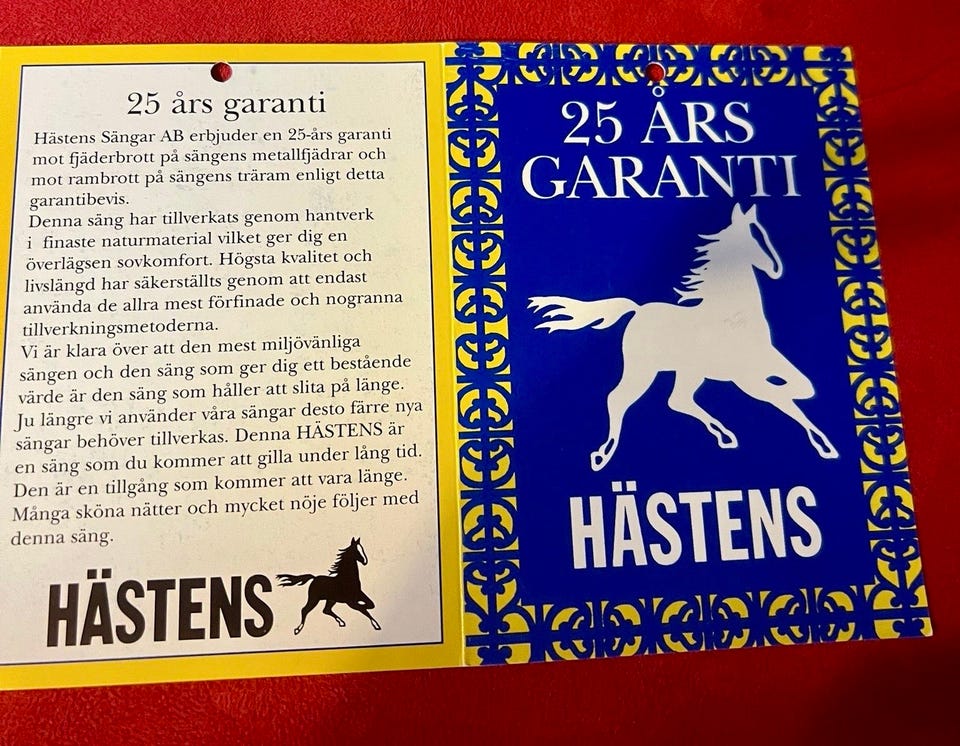 25 års garanti
Hästens Sängar AB erbjuder en 25-års garanti
mot fjäderbrott på sängens metallfjädrar och
mot rambrott på sängens träram enligt detta
garantibevis.
Denna säng har tillverkats genom hantverk
i finaste naturmaterial vilket ger dig en
överlägsen sovkomfort. Högsta kvalitet och
livslängd har säkerställts genom att endast
använda de allra mest förfinade och nogranna
tillverkningsmetoderna.
Vi är klara över att den mest miljövänliga
sängen och den säng som ger dig ett bestående
värde är den säng som håller att slita på länge.
Ju längre vi använder våra sängar desto färre nya
sängar behöver tillverkas. Denna HÄSTENS är
en säng som du kommer att gilla under lång tid.
Den är en tillgång som kommer att vara länge.
Många sköna nätter och mycket nöje följer med
denna säng.
HÄSTENS
25 ÅRS
GARANTI
HÄSTENS